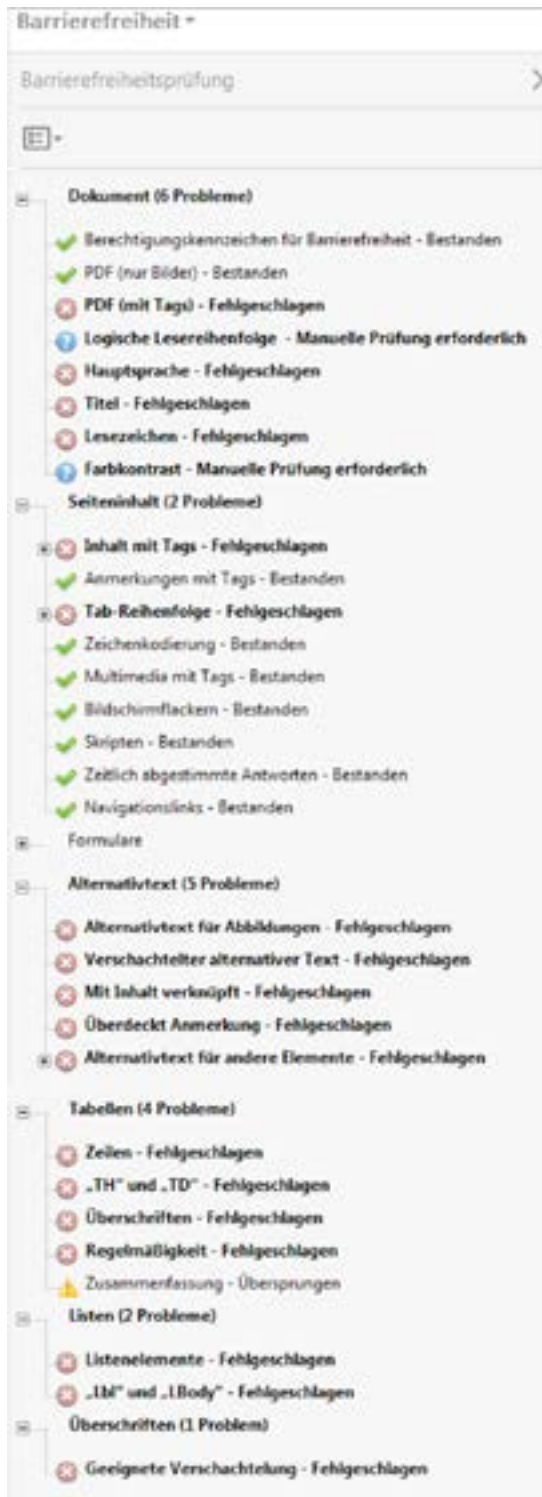 Barrierefreiheit
Barrierefreiheitsprüfung
Dokument (6 Probleme)
Berechtigungskennzeichen für Barrierefreiheit - Bestanden
PDF (nur Bilder) - Bestanden
PDF (mit Tags) - Fehlgeschlagen
Logische Lesereihenfolge - Manuelle Prüfung erforderlich
Hauptsprache - Fehlgeschlagen
Titel - Fehlgeschlagen
Lesezeichen - Fehlgeschlagen
Farbkontrast - Manuelle Prüfung erforderlich
Seiteninhalt (2 Probleme)
Inhalt mit Tags - Fehlgeschlagen
Anmerkungen mit Tags - Bestanden
Tab-Reihenfolge - Fehlgeschlagen
Zeichenkodierung - Bestanden
Multimedia mit Tags - Bestanden
Bildschirmflackern - Bestanden
Skripten - Bestanden
Zeitlich abgestimmte Antworten - Bestanden
Navigationslinks - Bestanden
Formulare
Alternativtext (5 Probleme)
Alternativtext für Abbildungen - Fehlgeschlagen
Verschachtelter alternativer Text - Fehlgeschlagen
Mit Inhalt verknüpft - Fehlgeschlagen
Überdeckt Anmerkung - Fehlgeschlagen
Alternativtext für andere Elemente - Fehlgeschlagen
Tabellen (4 Probleme)
Zeilen - Fehlgeschlagen
„TH“ und „TD“ - Fehlgeschlagen
Überschriften - Fehlgeschlagen
Regelmäßigkeit - Fehlgeschlagen
Zusammenfassung - Übersprungen
Listen (2 Probleme)
Listenelemente - Fehlgeschlagen
„Lbl“ und „LBody“ - Fehlgeschlagen
Überschriften (1 Problem)
Geeignete Verschachtelung - Fehlgeschlagen